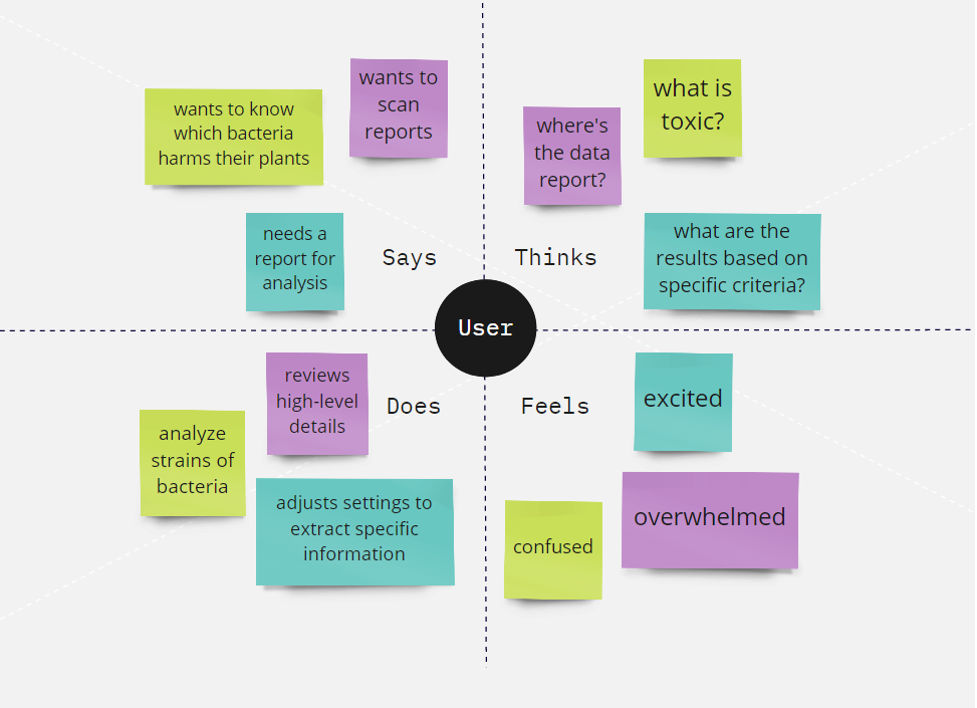 wants to know
which bacteria
harms their plants
wants to
scan
reports
needs a
report for
analysis
Says
where's
the data
report?
what is
toxic?
Thinks
what are the
results based on
specific criteria?
User
reviews
high-level
details
Does
analyze
strains of
bacteria
adjusts settings to
extract specific
information
Feels
excited
confused
overwhelmed